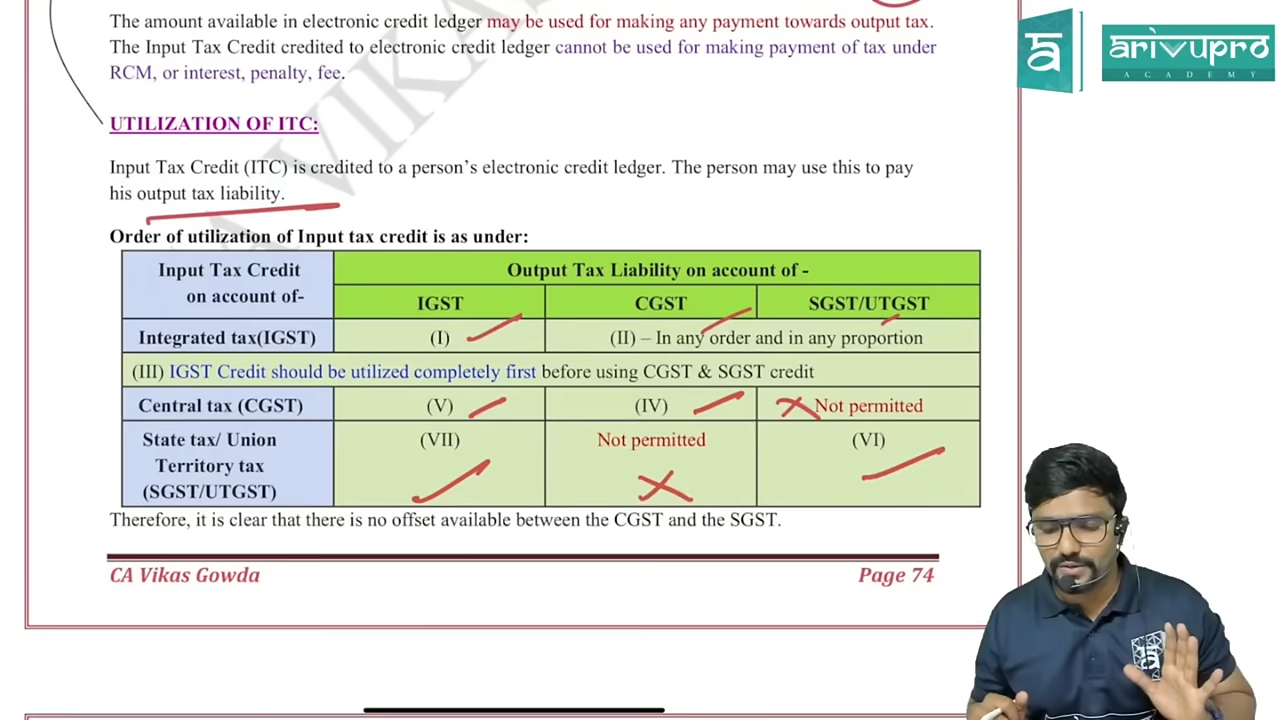 The amount available in electronic credit ledger may be used for making any payment towards output tax.
The Input Tax Credit credited to electronic credit ledger cannot be used for making payment of tax under
RCM, or interest, penalty, fee.
arivupro
ACADEMY
UTILIZATION OF ITC:
Input Tax Credit (ITC) is credited to a person's electronic credit ledger. The person may use this to pay
his output tax liability.
Order of utilization of Input tax credit is as under:
Input Tax Credit
on account of-
Output Tax Liability on account of -
IGST CGST SGST/UTGST
Integrated tax(IGST) (I) (II) – In any order and in any proportion
(III) IGST Credit should be utilized completely first before using CGST & SGST credit
Central tax (CGST) (V) (IV) Not permitted
State tax/ Union
Territory tax
(SGST/UTGST)
(VII) Not permitted (VI)
Therefore, it is clear that there is no offset available between the CGST and the SGST.
CA Vikas Gowda Page 74